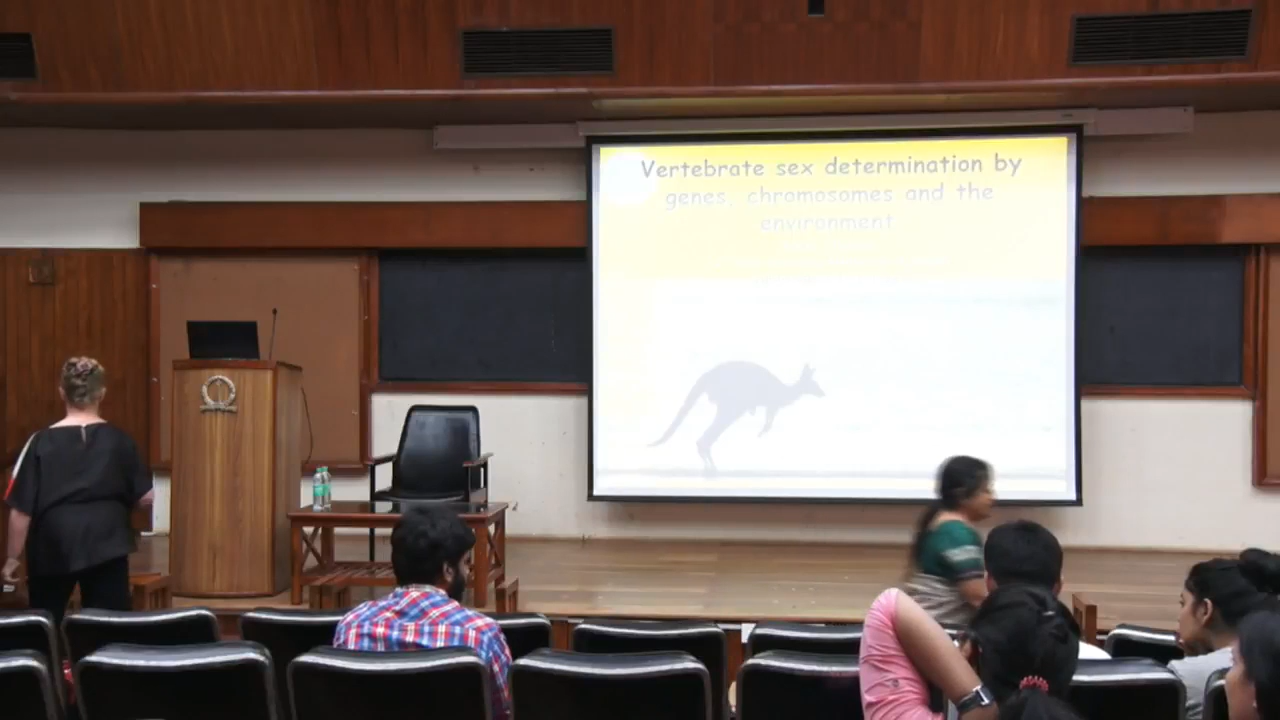 Vertebrate sex determination by
genes, chromosomes and the
environment